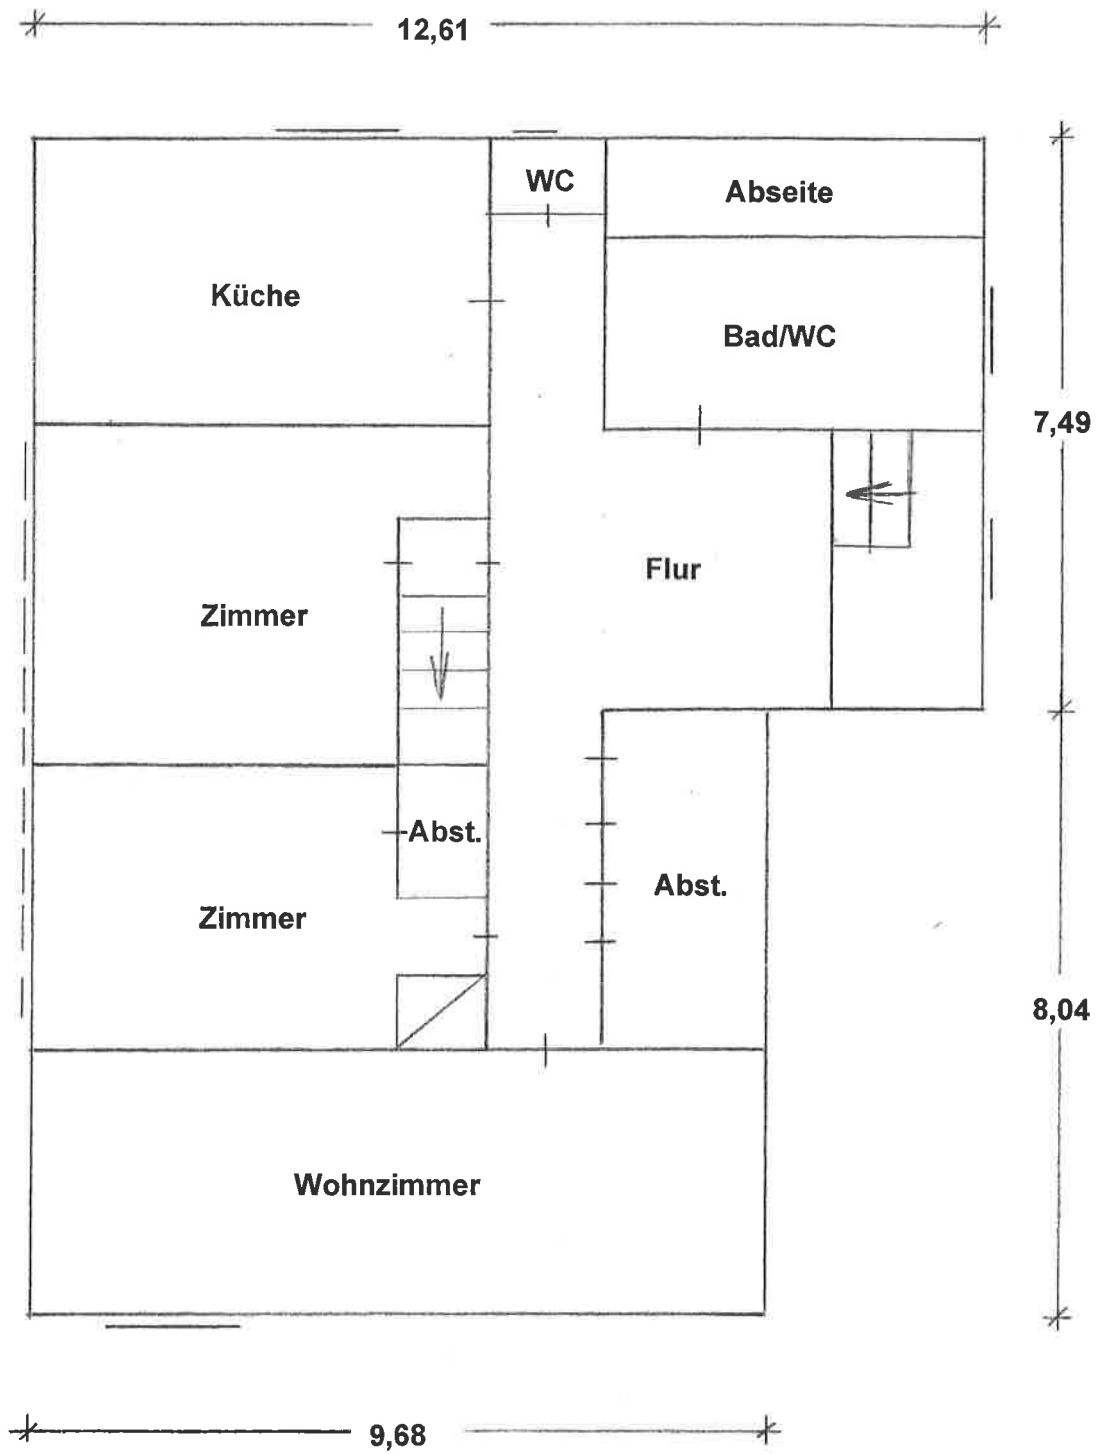 12,61
WC
Abseite
Küche
Bad/WC
7,49
Flur
Zimmer
Abst.
Abst.
Zimmer
8,04
Wohnzimmer
9,68